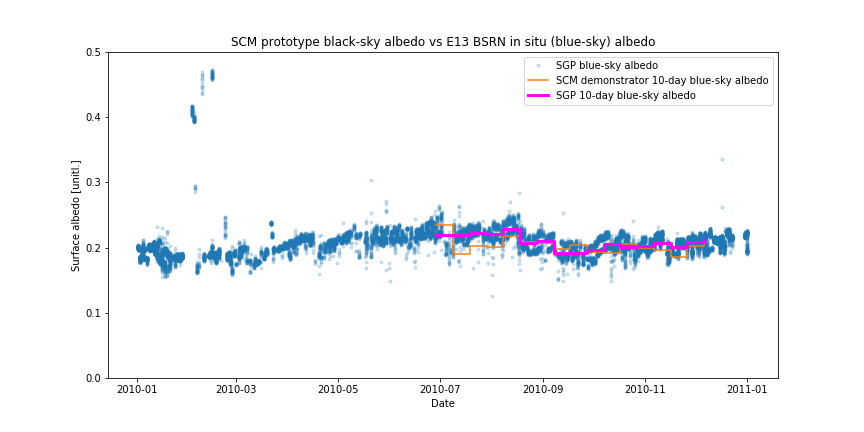 SCM prototype black-sky albedo vs E13 BSRN in situ (blue-sky) albedo
SGP blue-sky albedo
SCM demonstrator 10-day blue-sky albedo
SGP 10-day blue-sky albedo
Surface albedo [unitl.]
0.5
0.4
0.3
0.2
0.1
0.0
2010-01 2010-03 2010-05 2010-07 2010-09 2010-11 2011-01
Date